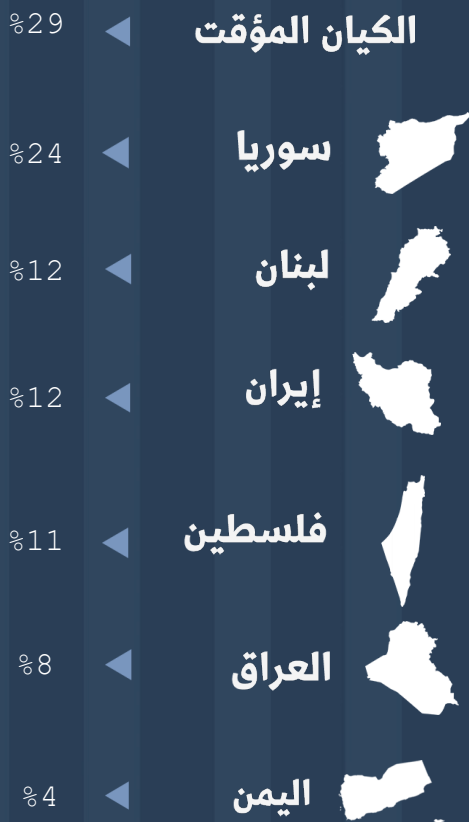 الكيان المؤقت %29
سوريا %24
لبنان %12
إيران %12
فلسطين %11
العراق %8
اليمن %4